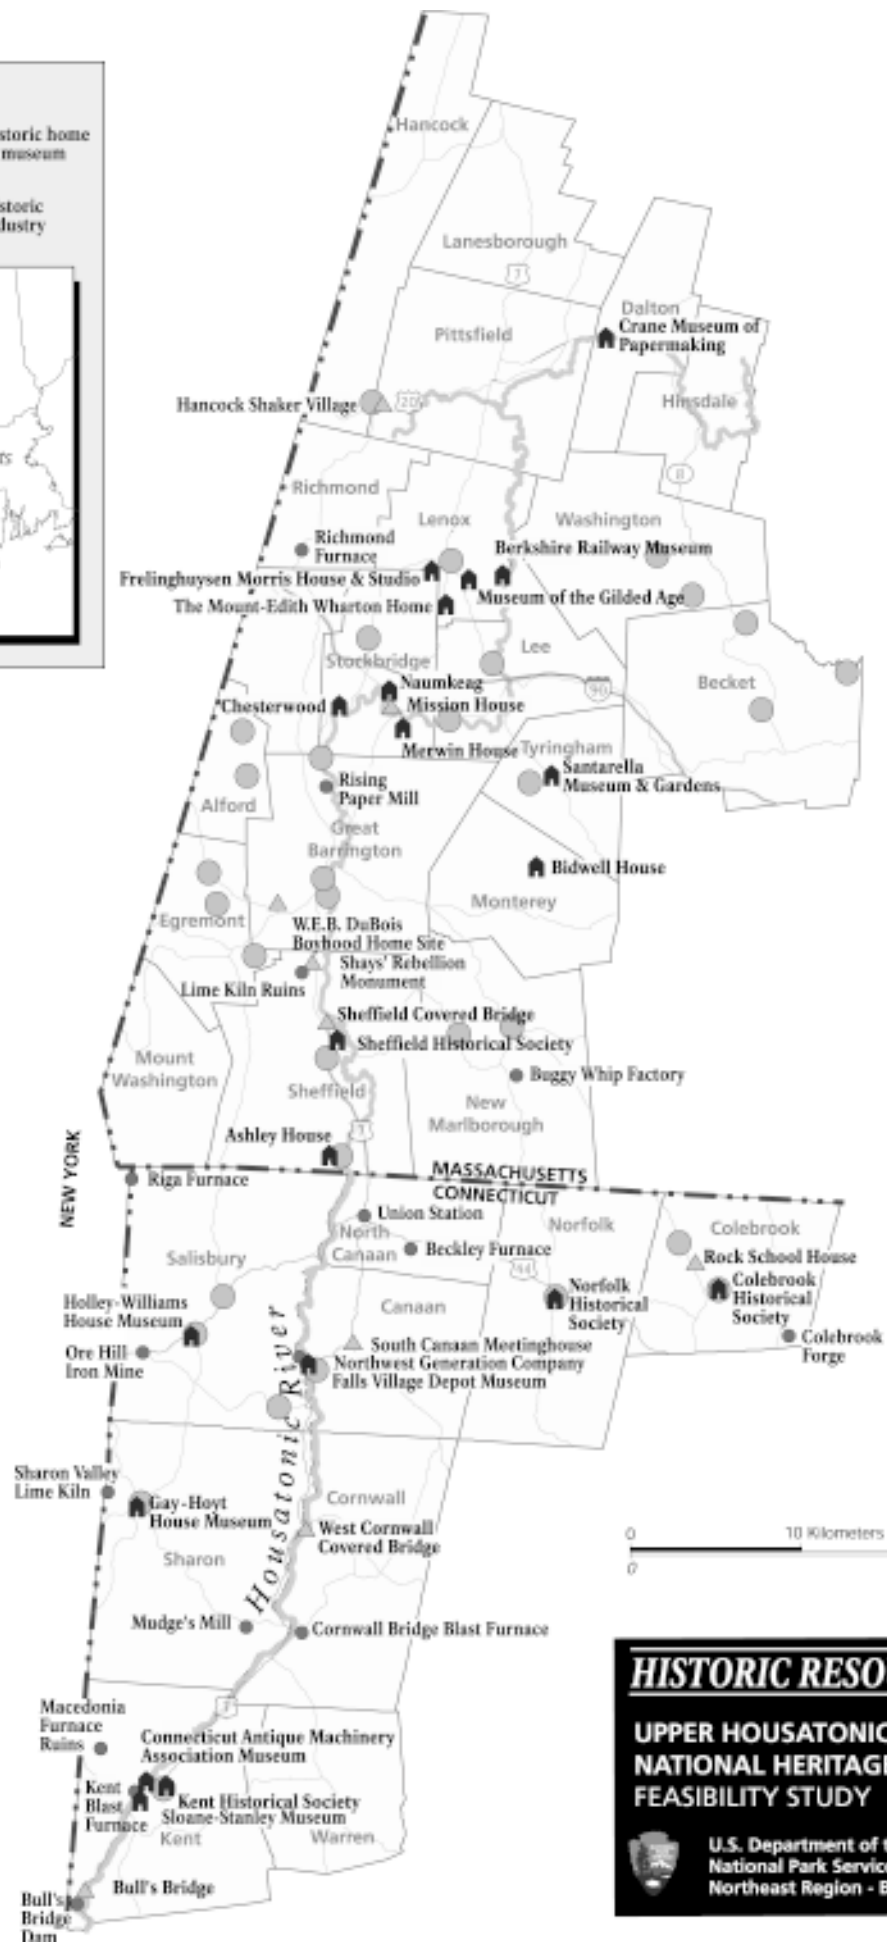 storic home
museum
storic
dustry
TS
Hancock
Lanesborough
7
Dalton
Crane Museum of
Papermaking
Pittsfield
Hancock Shaker Village
20
Hinsdale
8
Richmond
Lenox
Washington
Richmond
Furnace
Berkshire Railway Museum
Frelinghuysen Morris House & Studio
Museum of the Gilded Age
The Mount-Edith Wharton Home
Stockbridge
Lee
Becket
90
Naumkeag
Chesterwood
Mission House
Merwin House
Tyringham
Santarella
Museum & Gardens
Rising
Paper Mill
Alford
Great
Barrington
Bidwell House
Monterey
Egremont
W.E.B. DuBois
Boyhood Home Site
Shays' Rebellion
Monument
Lime Kiln Ruins
Sheffield Covered Bridge
Sheffield Historical Society
Mount
Washington
Buggy Whip Factory
Sheffield
New
Marlborough
7
Ashley House
NEW YORK
MASSACHUSETTS
CONNECTICUT
Riga Furnace
Union Station
North
Canaan
Norfolk
Colebrook
Beckley Furnace
Rock School House
Salisbury
44
Norfolk
Historical
Society
Colebrook
Historical
Society
Holley-Williams
House Museum
Canaan
Colebrook
Forge
Ore Hill
Iron Mine
South Canaan Meetinghouse
Northwest Generation Company
Falls Village Depot Museum
Housatonic River
Sharon Valley
Lime Kiln
Gay-Hoyt
House Museum
Cornwall
West Cornwall
Covered Bridge
Sharon
0 10 Kilometers
0
Mudge's Mill
Cornwall Bridge Blast Furnace
7
Macedonia
Furnace
Ruins
Connecticut Antique Machinery
Association Museum
Kent
Blast
Furnace
Kent Historical Society
Sloane-Stanley Museum
Kent
Warren
Bull's Bridge
Bull's
Bridge
Dam
HISTORIC RESO
UPPER HOUSATONIC
NATIONAL HERITAGE
FEASIBILITY STUDY
U.S. Department of t
National Park Service
Northeast Region - B